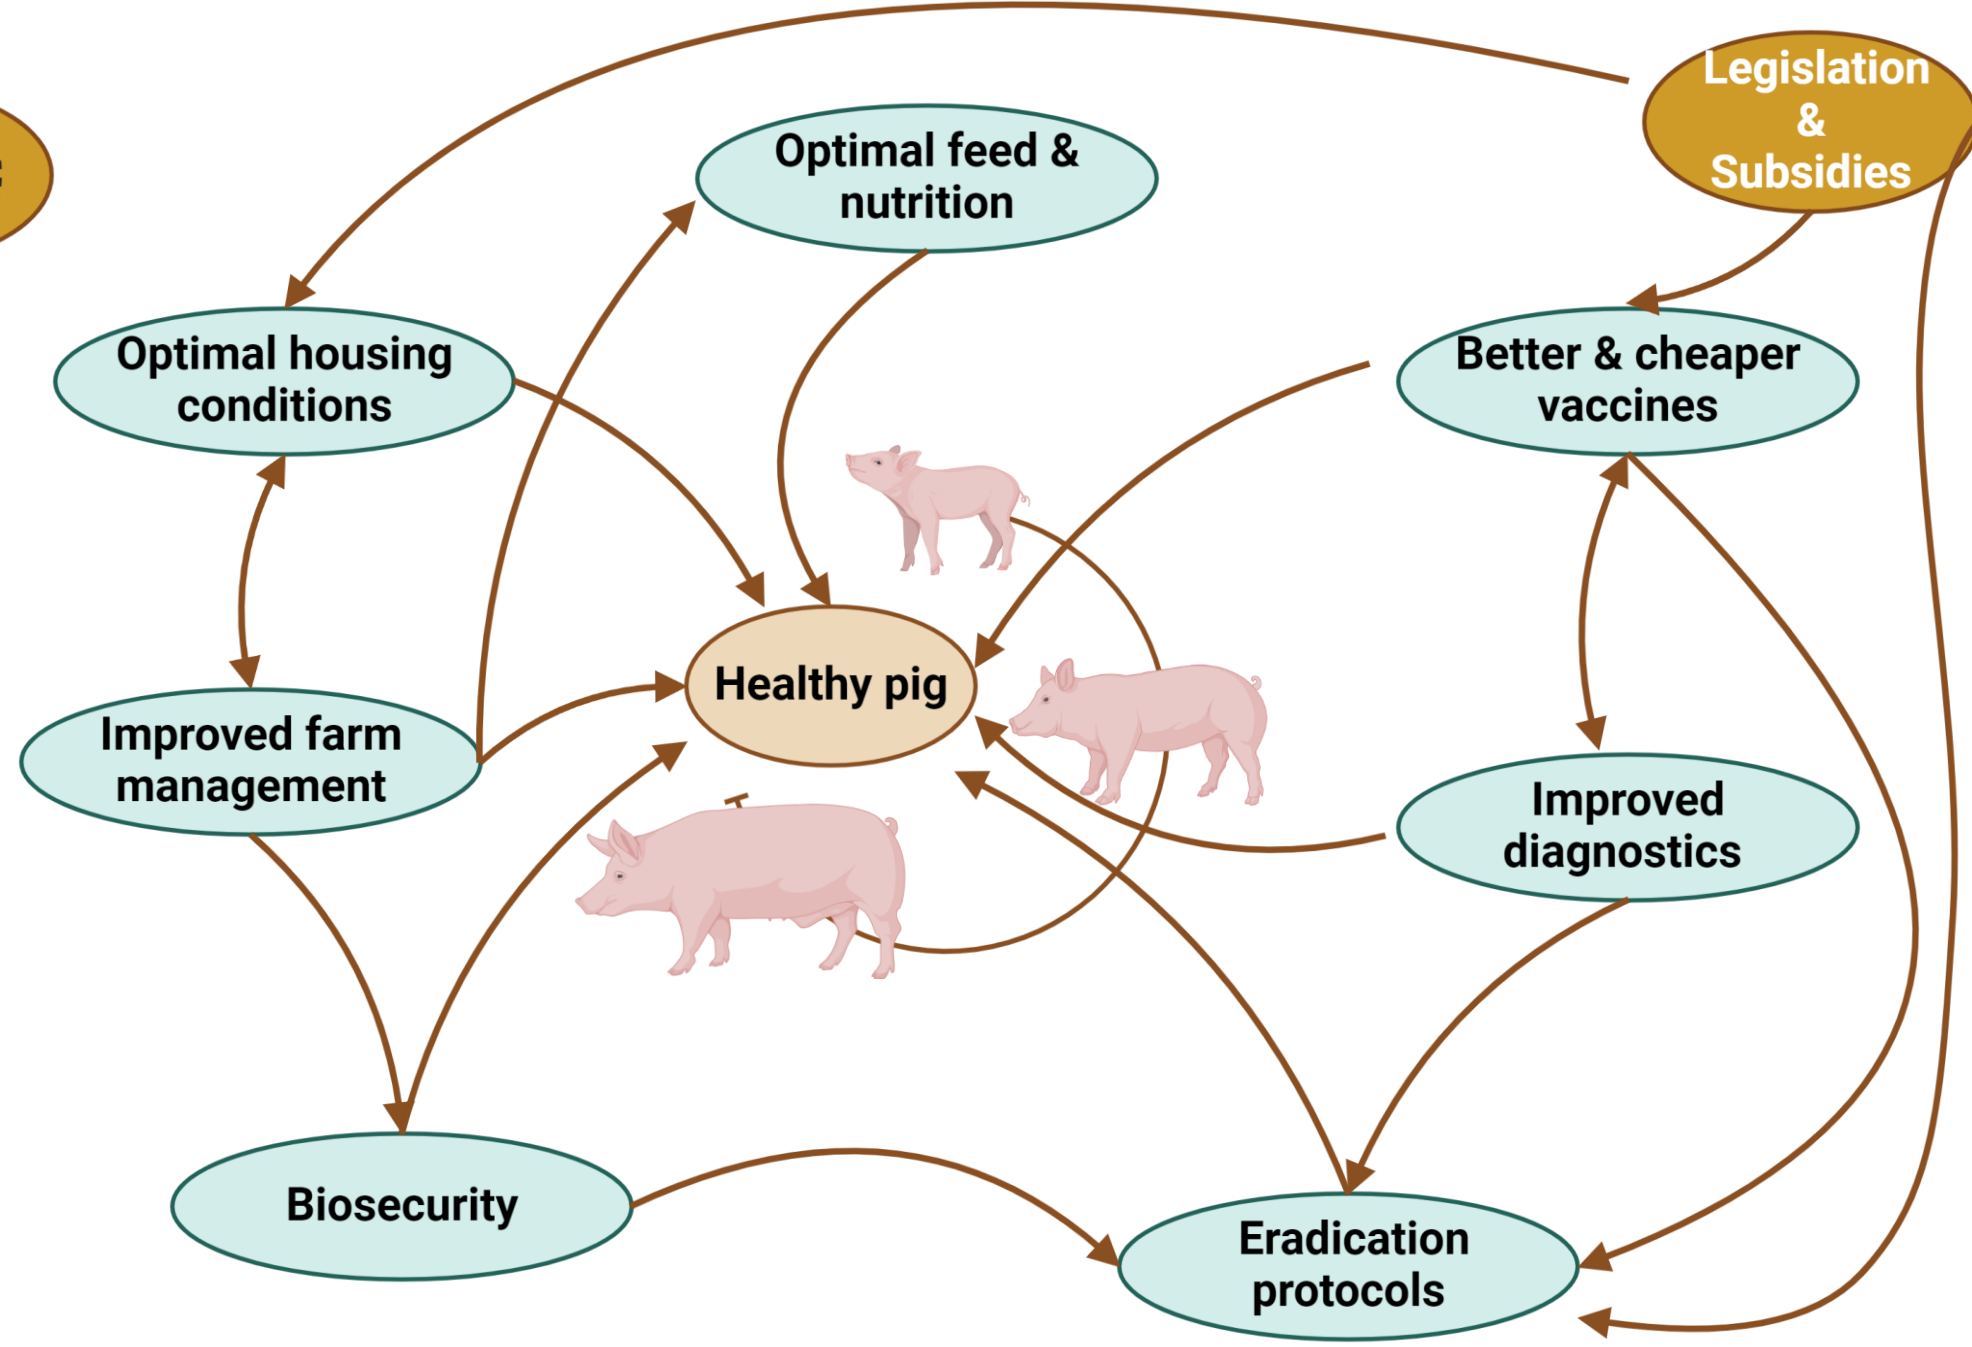 Legislation
&
Subsidies
Optimal feed &
nutrition
Optimal housing
conditions
Better & cheaper
vaccines
Healthy pig
Improved farm
management
Improved
diagnostics
Biosecurity
Eradication
protocols